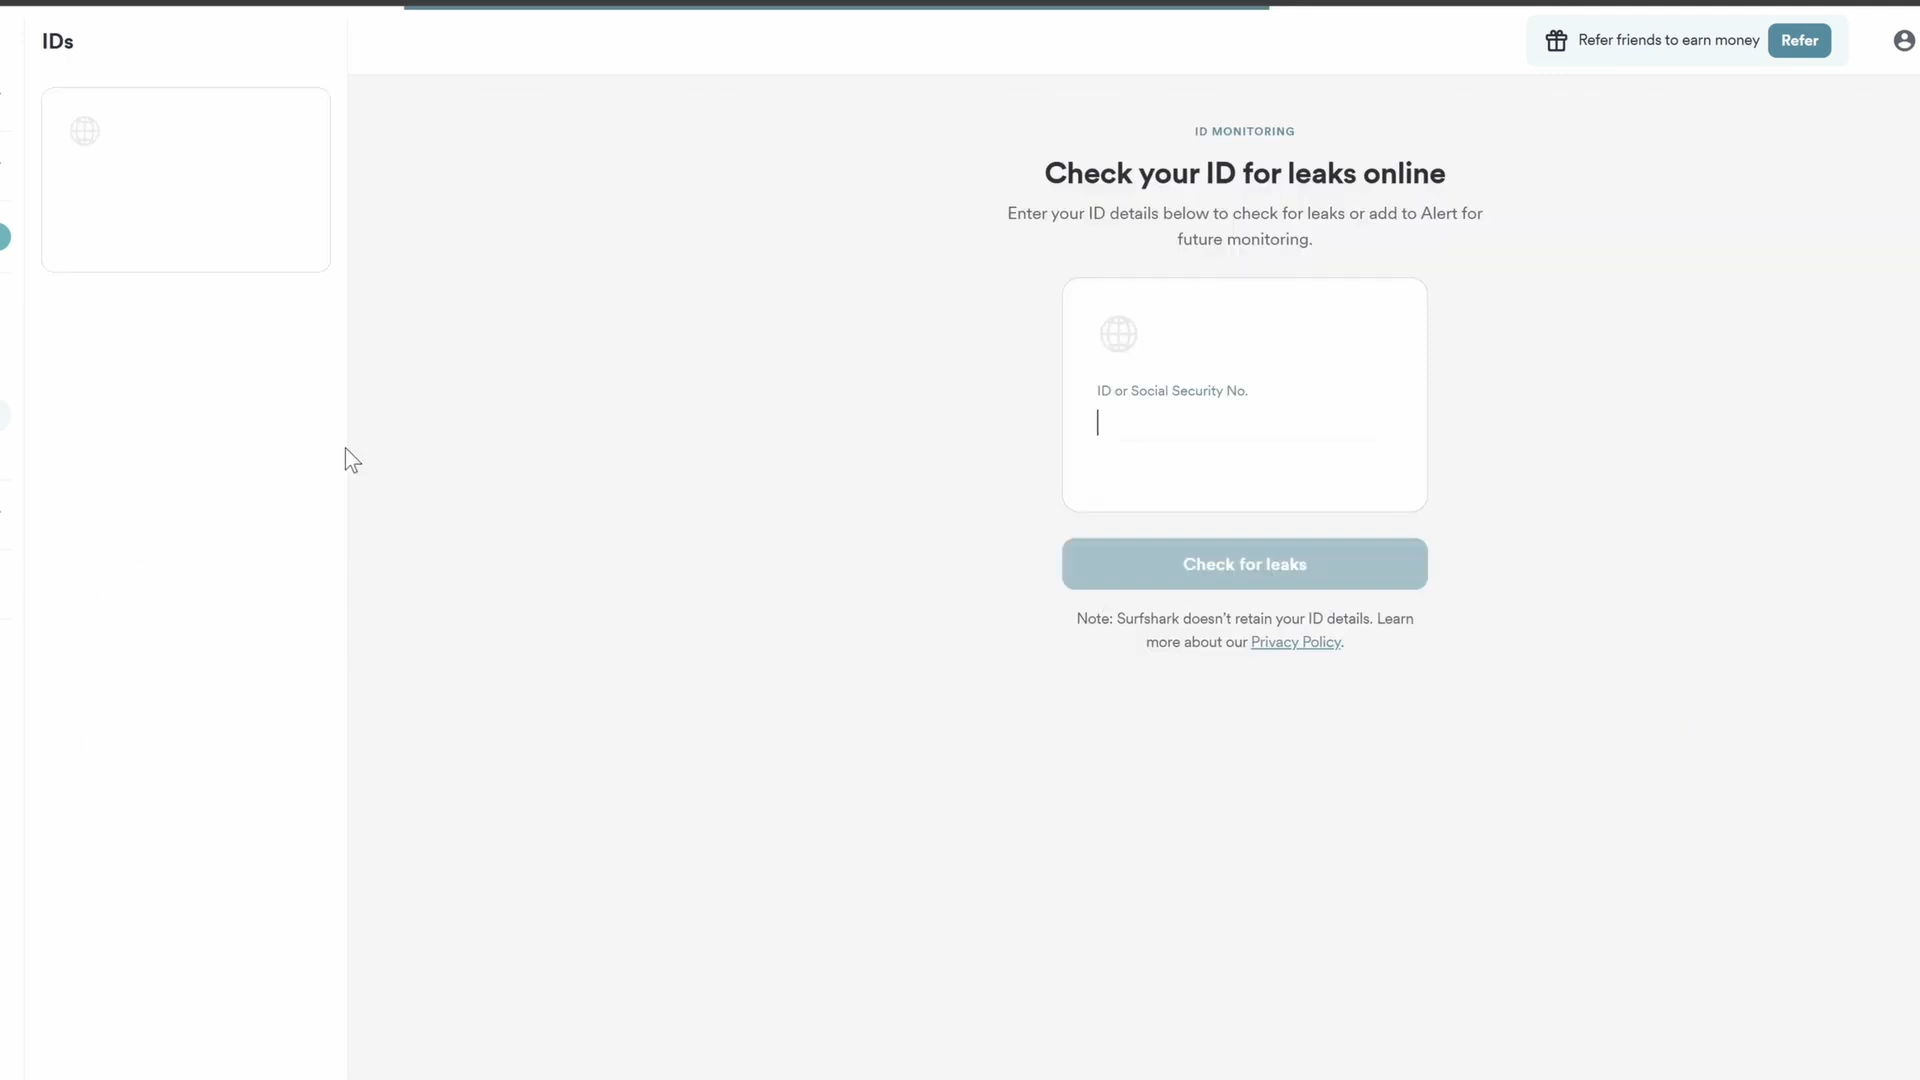 IDs
Refer friends to earn money
Refer
ID MONITORING
Check your ID for leaks online
Enter your ID details below to check for leaks or add to Alert for
future monitoring.
ID or Social Security No.
Check for leaks
Note: Surfshark doesn't retain your ID details. Learn
more about our Privacy Policy.